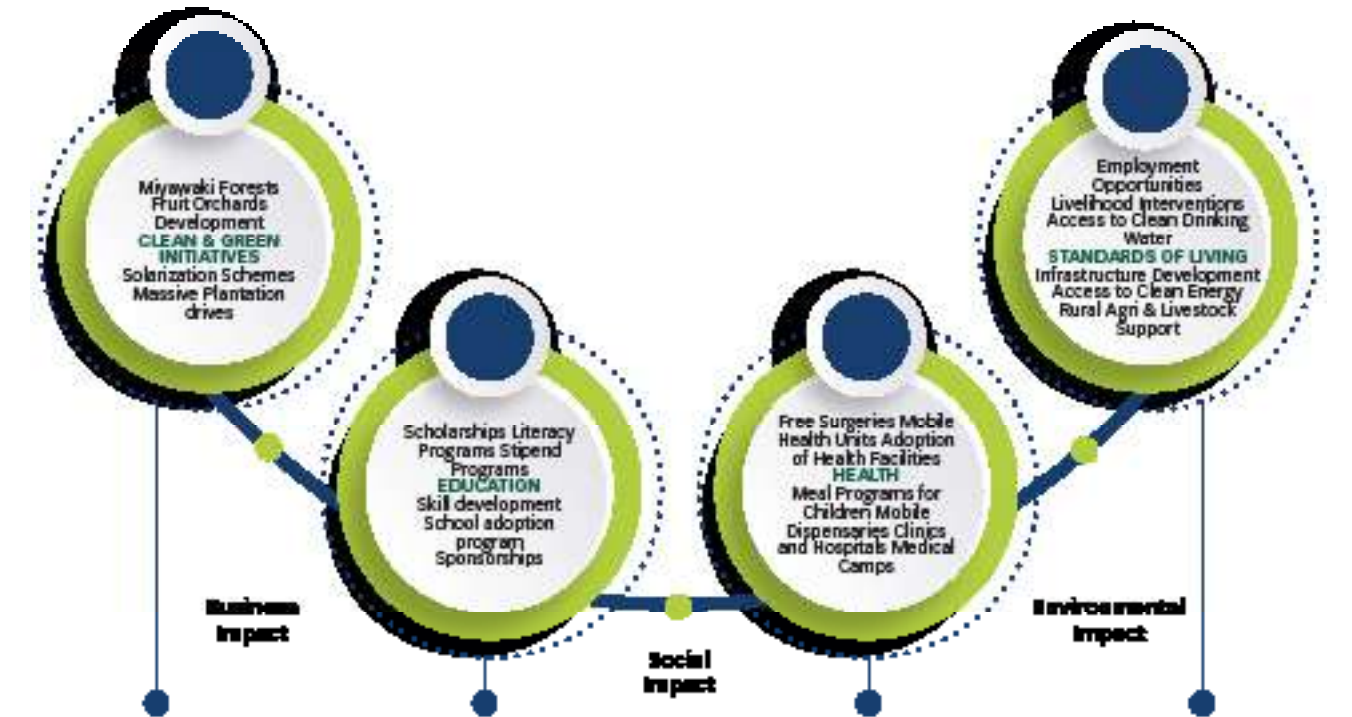 Miyawaki Forests
Fruit Orchards
Development
CLEAN & GREEN
INITIATIVES
Solarization Schemes
Massive Plantation
drives
Scholarships Literacy
Programs Stipend
Programs
EDUCATION
Skill development
School adoption
program
Sponsorships
Free Surgeries Mobile
Health Units Adoption
of Health Facilities
HEALTH
Meal Programs for
Children Mobile
Dispensaries Clinics
and Hospitals Medical
Camps
Employment
Opportunities
Livelihood Interventions
Access to Clean Drinking
Water
STANDARDS OF LIVING
Infrastructure Development
Access to Clean Energy
Rural Agri & Livestock
Support
Business
Impact
Social
Impact
Environmental
Impact